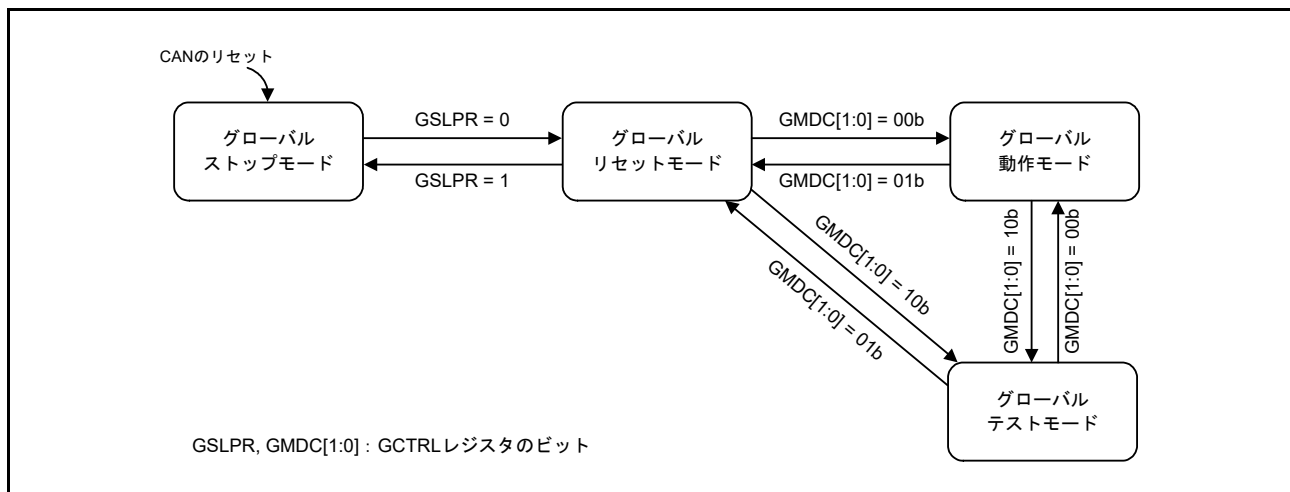 CANのリセット
グローバル
ストップモード
GSLPR = 0
GSLPR = 1
グローバル
リセットモード
GMDC[1:0] = 00b
GMDC[1:0] = 01b
グローバル
動作モード
GMDC[1:0] = 10b
GMDC[1:0] = 01b
GMDC[1:0] = 10b
GMDC[1:0] = 00b
グローバル
テストモード
GSLPR, GMDC[1:0] : GCTRLレジスタのビット